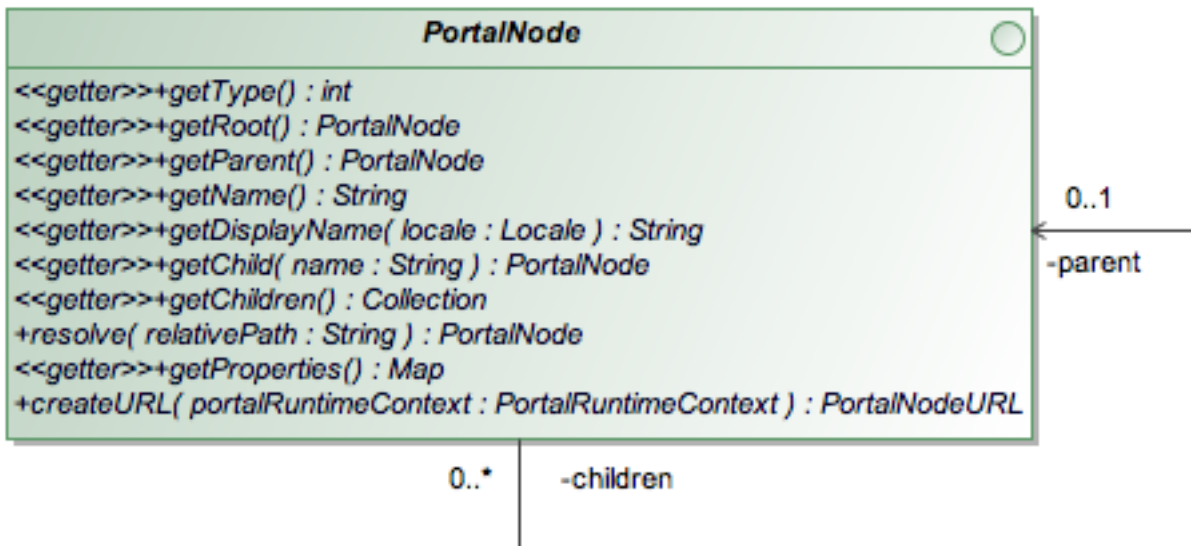 PortalNode
<<getter>>+getType() : int
<<getter>>+getRoot() : PortalNode
<<getter>>+getParent() : PortalNode
<<getter>>+getName() : String
<<getter>>+getDisplayName( locale : Locale ) : String
<<getter>>+getChild( name : String ) : PortalNode
<<getter>>+getChildren() : Collection
+resolve( relativePath : String ) : PortalNode
<<getter>>+getProperties() : Map
+createURL( portalRuntimeContext : PortalRuntimeContext ) : PortalNodeURL
0..1
-parent
0..* -children